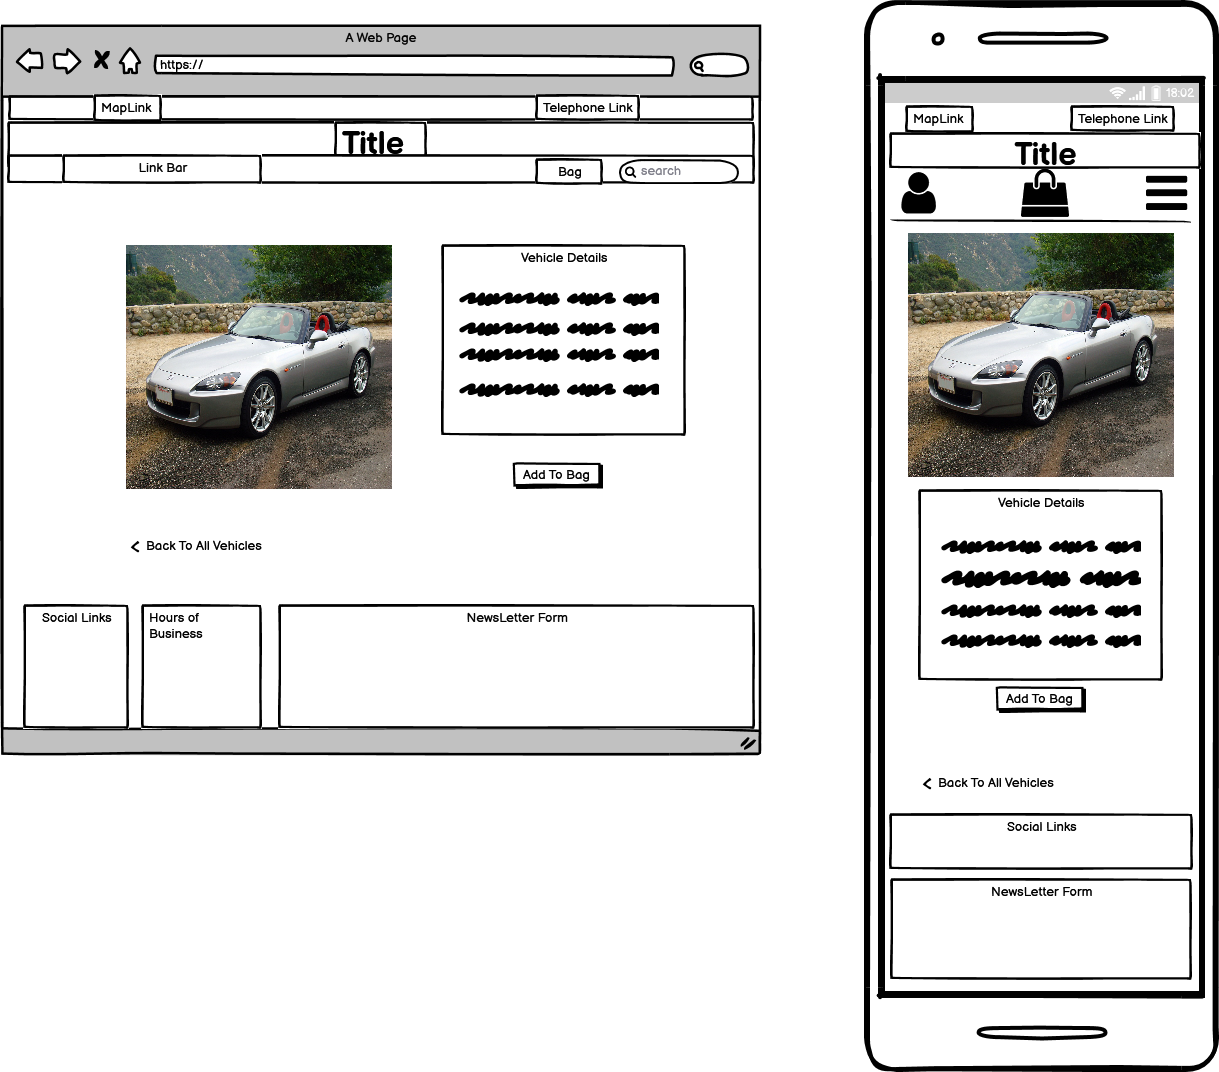 A Web Page
https://
MapLink
Telephone Link
Title
Link Bar
Bag
search
Vehicle Details
Add To Bag
Back To All Vehicles
Social Links
Hours of
Business
NewsLetter Form
18:02
MapLink
Telephone Link
Title
Vehicle Details
Add To Bag
Back To All Vehicles
Social Links
NewsLetter Form